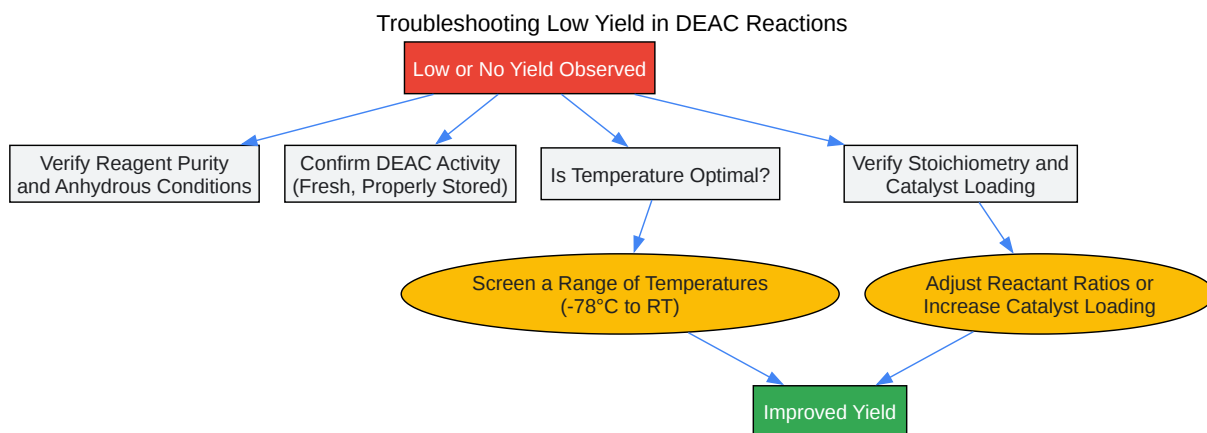 Troubleshooting Low Yield in DEAC Reactions
Low or No Yield Observed
Verify Reagent Purity
and Anhydrous Conditions
Confirm DEAC Activity
(Fresh, Properly Stored)
Is Temperature Optimal?
Verify Stoichiometry and
Catalyst Loading
Screen a Range of Temperatures
(-78°C to RT)
Adjust Reactant Ratios or
Increase Catalyst Loading
Improved Yield